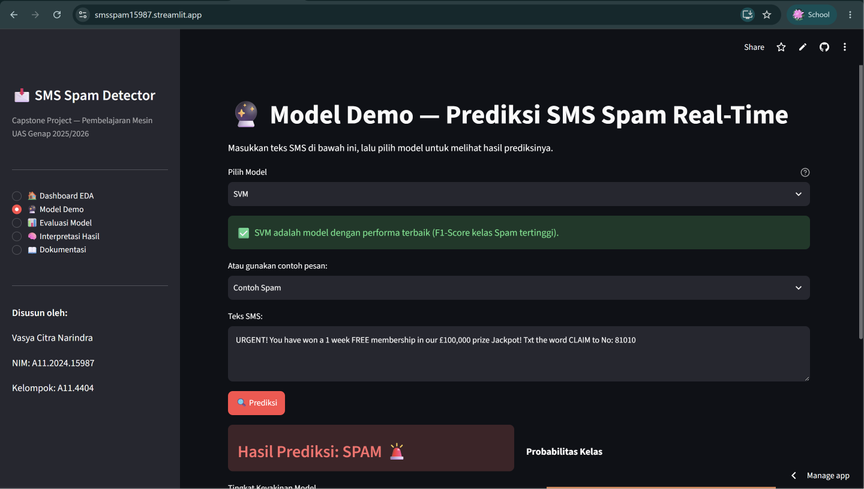 smsspam15987.streamlit.app
School
Share
SMS Spam Detector
Capstone Project — Pembelajaran Mesin
UAS Genap 2025/2026
Dashboard EDA
Model Demo
Evaluasi Model
Interpretasi Hasil
Dokumentasi
Disusun oleh:
Vasya Citra Narindra
NIM: A11.2024.15987
Kelompok: A11.4404
Model Demo — Prediksi SMS Spam Real-Time
Masukkan teks SMS di bawah ini, lalu pilih model untuk melihat hasil prediksinya.
Pilih Model
SVM
SVM adalah model dengan performa terbaik (F1-Score kelas Spam tertinggi).
Atau gunakan contoh pesan:
Contoh Spam
Teks SMS:
URGENT! You have won a 1 week FREE membership in our £100,000 prize Jackpot! Txt the word CLAIM to No: 81010
Prediksi
Hasil Prediksi: SPAM
Probabilitas Kelas
Tingkat Keyakinan Model
Manage app